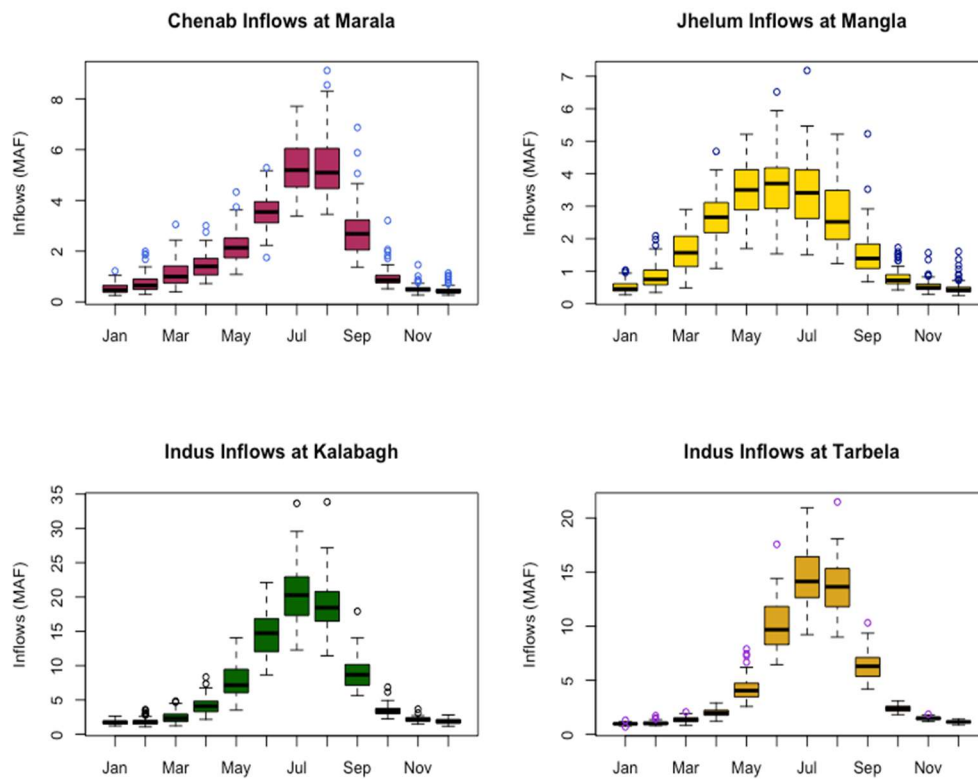 Chenab Inflows at Marala
Inflows (MAF)
8
6
4
2
0
Jan Mar May Jul Sep Nov
Jhelum Inflows at Mangla
Inflows (MAF)
7
6
5
4
3
2
1
0
Jan Mar May Jul Sep Nov
Indus Inflows at Kalabagh
Inflows (MAF)
35
30
25
20
15
10
5
0
Jan Mar May Jul Sep Nov
Indus Inflows at Tarbela
Inflows (MAF)
20
15
10
5
0
Jan Mar May Jul Sep Nov